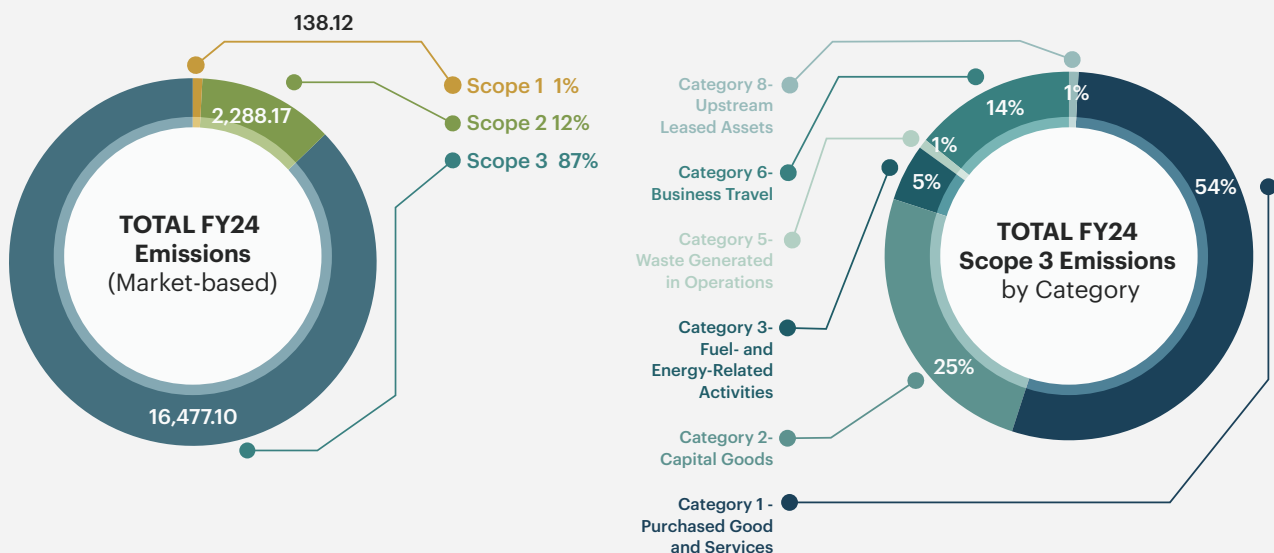 138.12
Scope 1 1%
Scope 2 12%
Scope 3 87%
2,288.17
16,477.10
TOTAL FY24
Emissions
(Market-based)
Category 8-
Upstream
Leased Assets
Category 6-
Business Travel
Category 5-
Waste Generated
in Operations
Category 3-
Fuel- and
Energy-Related
Activities
Category 2-
Capital Goods
Category 1 -
Purchased Good
and Services
1%
14%
1%
5%
54%
25%
TOTAL FY24
Scope 3 Emissions
by Category